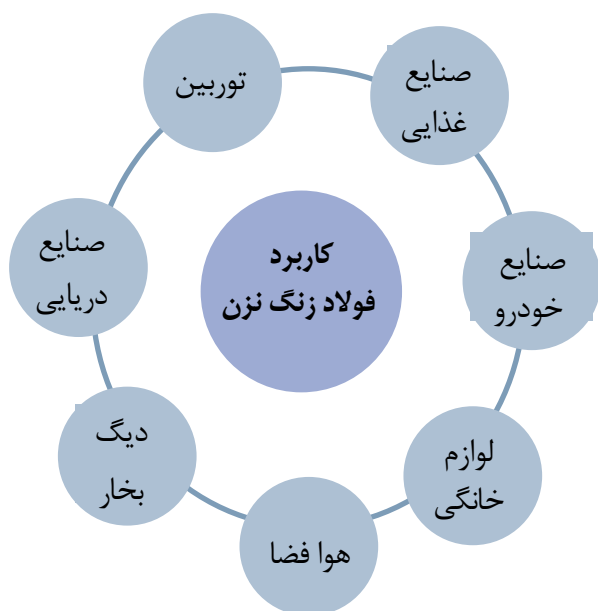 کاربرد
فولاد زنگ نزن
صنایع
غذایی
صنایع
خودرو
لوازم
خانگی
هوا فضا
دیگ
بخار
صنایع
دریایی
توربین